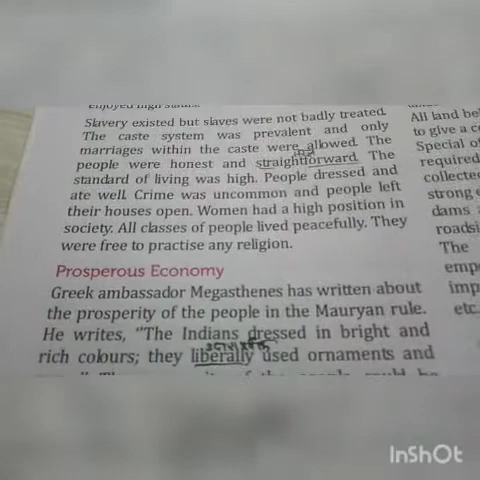 enjoyed high status.
Slavery existed but slaves were not badly treated.
The caste system was prevalent and only
marriages within the caste were allowed. The
people were honest and straightforward. The
standard of living was high. People dressed and
ate well. Crime was uncommon and people left
their houses open. Women had a high position in
society. All classes of people lived peacefully. They
were free to practise any religion.
Prosperous Economy
Greek ambassador Megasthenes has written about
the prosperity of the people in the Mauryan rule.
He writes, "The Indians dressed in bright and
rich colours; they liberally used ornaments and
All land be
to give a c
Special o
required
collecte
strong e
dams a
roadsi
The
emp
imp
etc.
InShOt